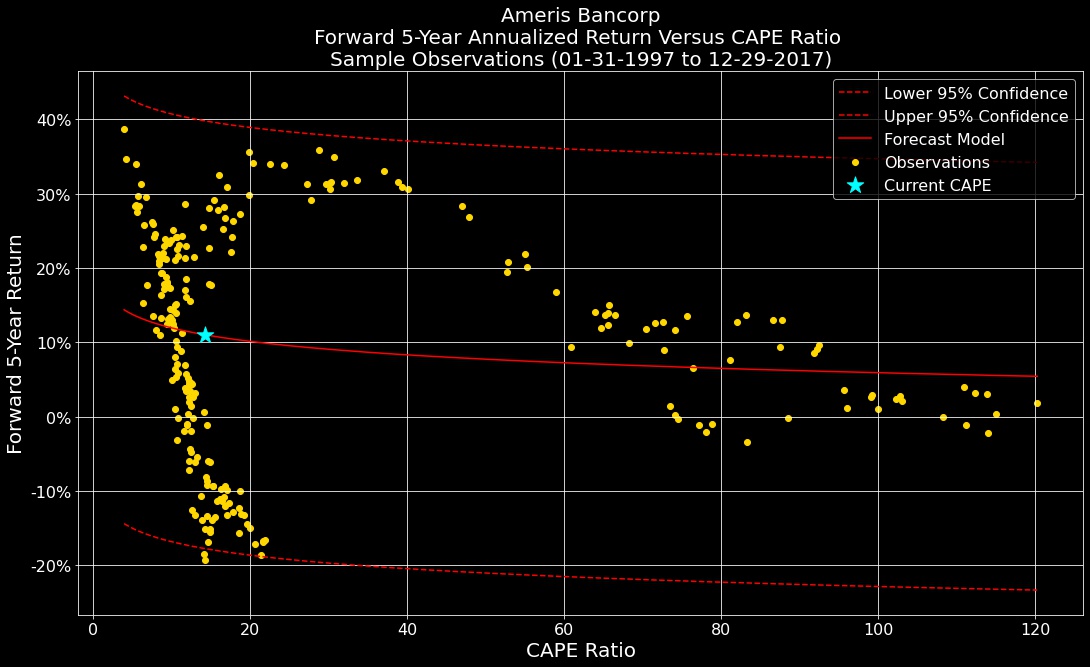 Ameris Bancorp
Forward 5-Year Annualized Return Versus CAPE Ratio
Sample Observations (01-31-1997 to 12-29-2017)
Lower 95% Confidence
Upper 95% Confidence
Forecast Model
Observations
Current CAPE
Forward 5-Year Return
40%
30%
20%
10%
0%
-10%
-20%
0 20 40 60 80 100 120
CAPE Ratio